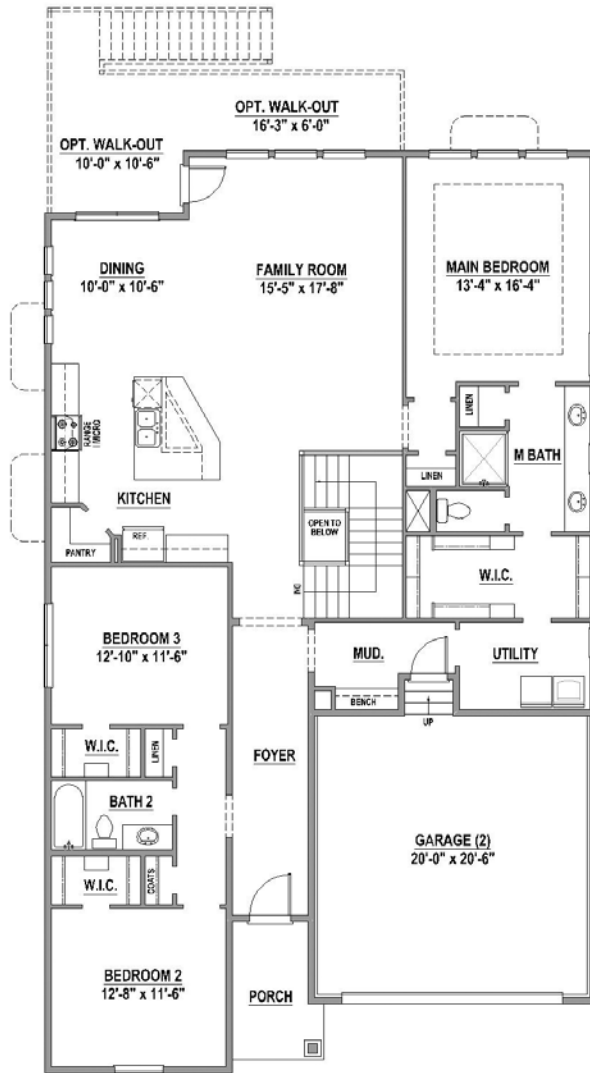 OPT. WALK-OUT
16'-3" x 6'-0"
OPT. WALK-OUT
10'-0" x 10'-6"
DINING
10'-0" x 10'-6"
FAMILY ROOM
15'-5" x 17'-8"
MAIN BEDROOM
13'-4" x 16'-4"
RANGE
/MICRO
LINEN
M BATH
LINEN
KITCHEN
OPEN TO
BELOW
PANTRY
REF.
W.I.C.
DN
BEDROOM 3
12'-10" x 11'-6"
MUD.
UTILITY
BENCH
UP
W.I.C.
LINEN
FOYER
BATH 2
GARAGE (2)
20'-0" x 20'-6"
W.I.C.
COATS
BEDROOM 2
12'-8" x 11'-6"
PORCH